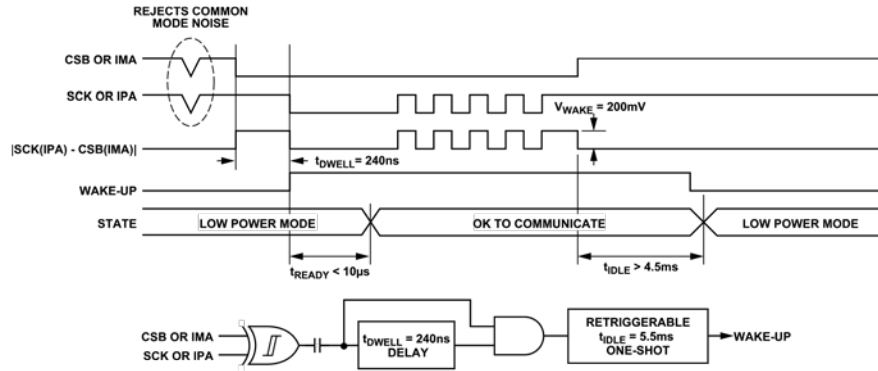 REJECTS COMMON
MODE NOISE
CSB OR IMA
SCK OR IPA
VWAKE = 200mV
|SCK(IPA) - CSB(IMA)|
tDWELL = 240ns
WAKE-UP
STATE
LOW POWER MODE
OK TO COMMUNICATE
LOW POWER MODE
tREADY < 10µs
tIDLE > 4.5ms
CSB OR IMA
SCK OR IPA
tDWELL = 240ns
DELAY
RETRIGGERABLE
tIDLE = 5.5ms
ONE-SHOT
WAKE-UP